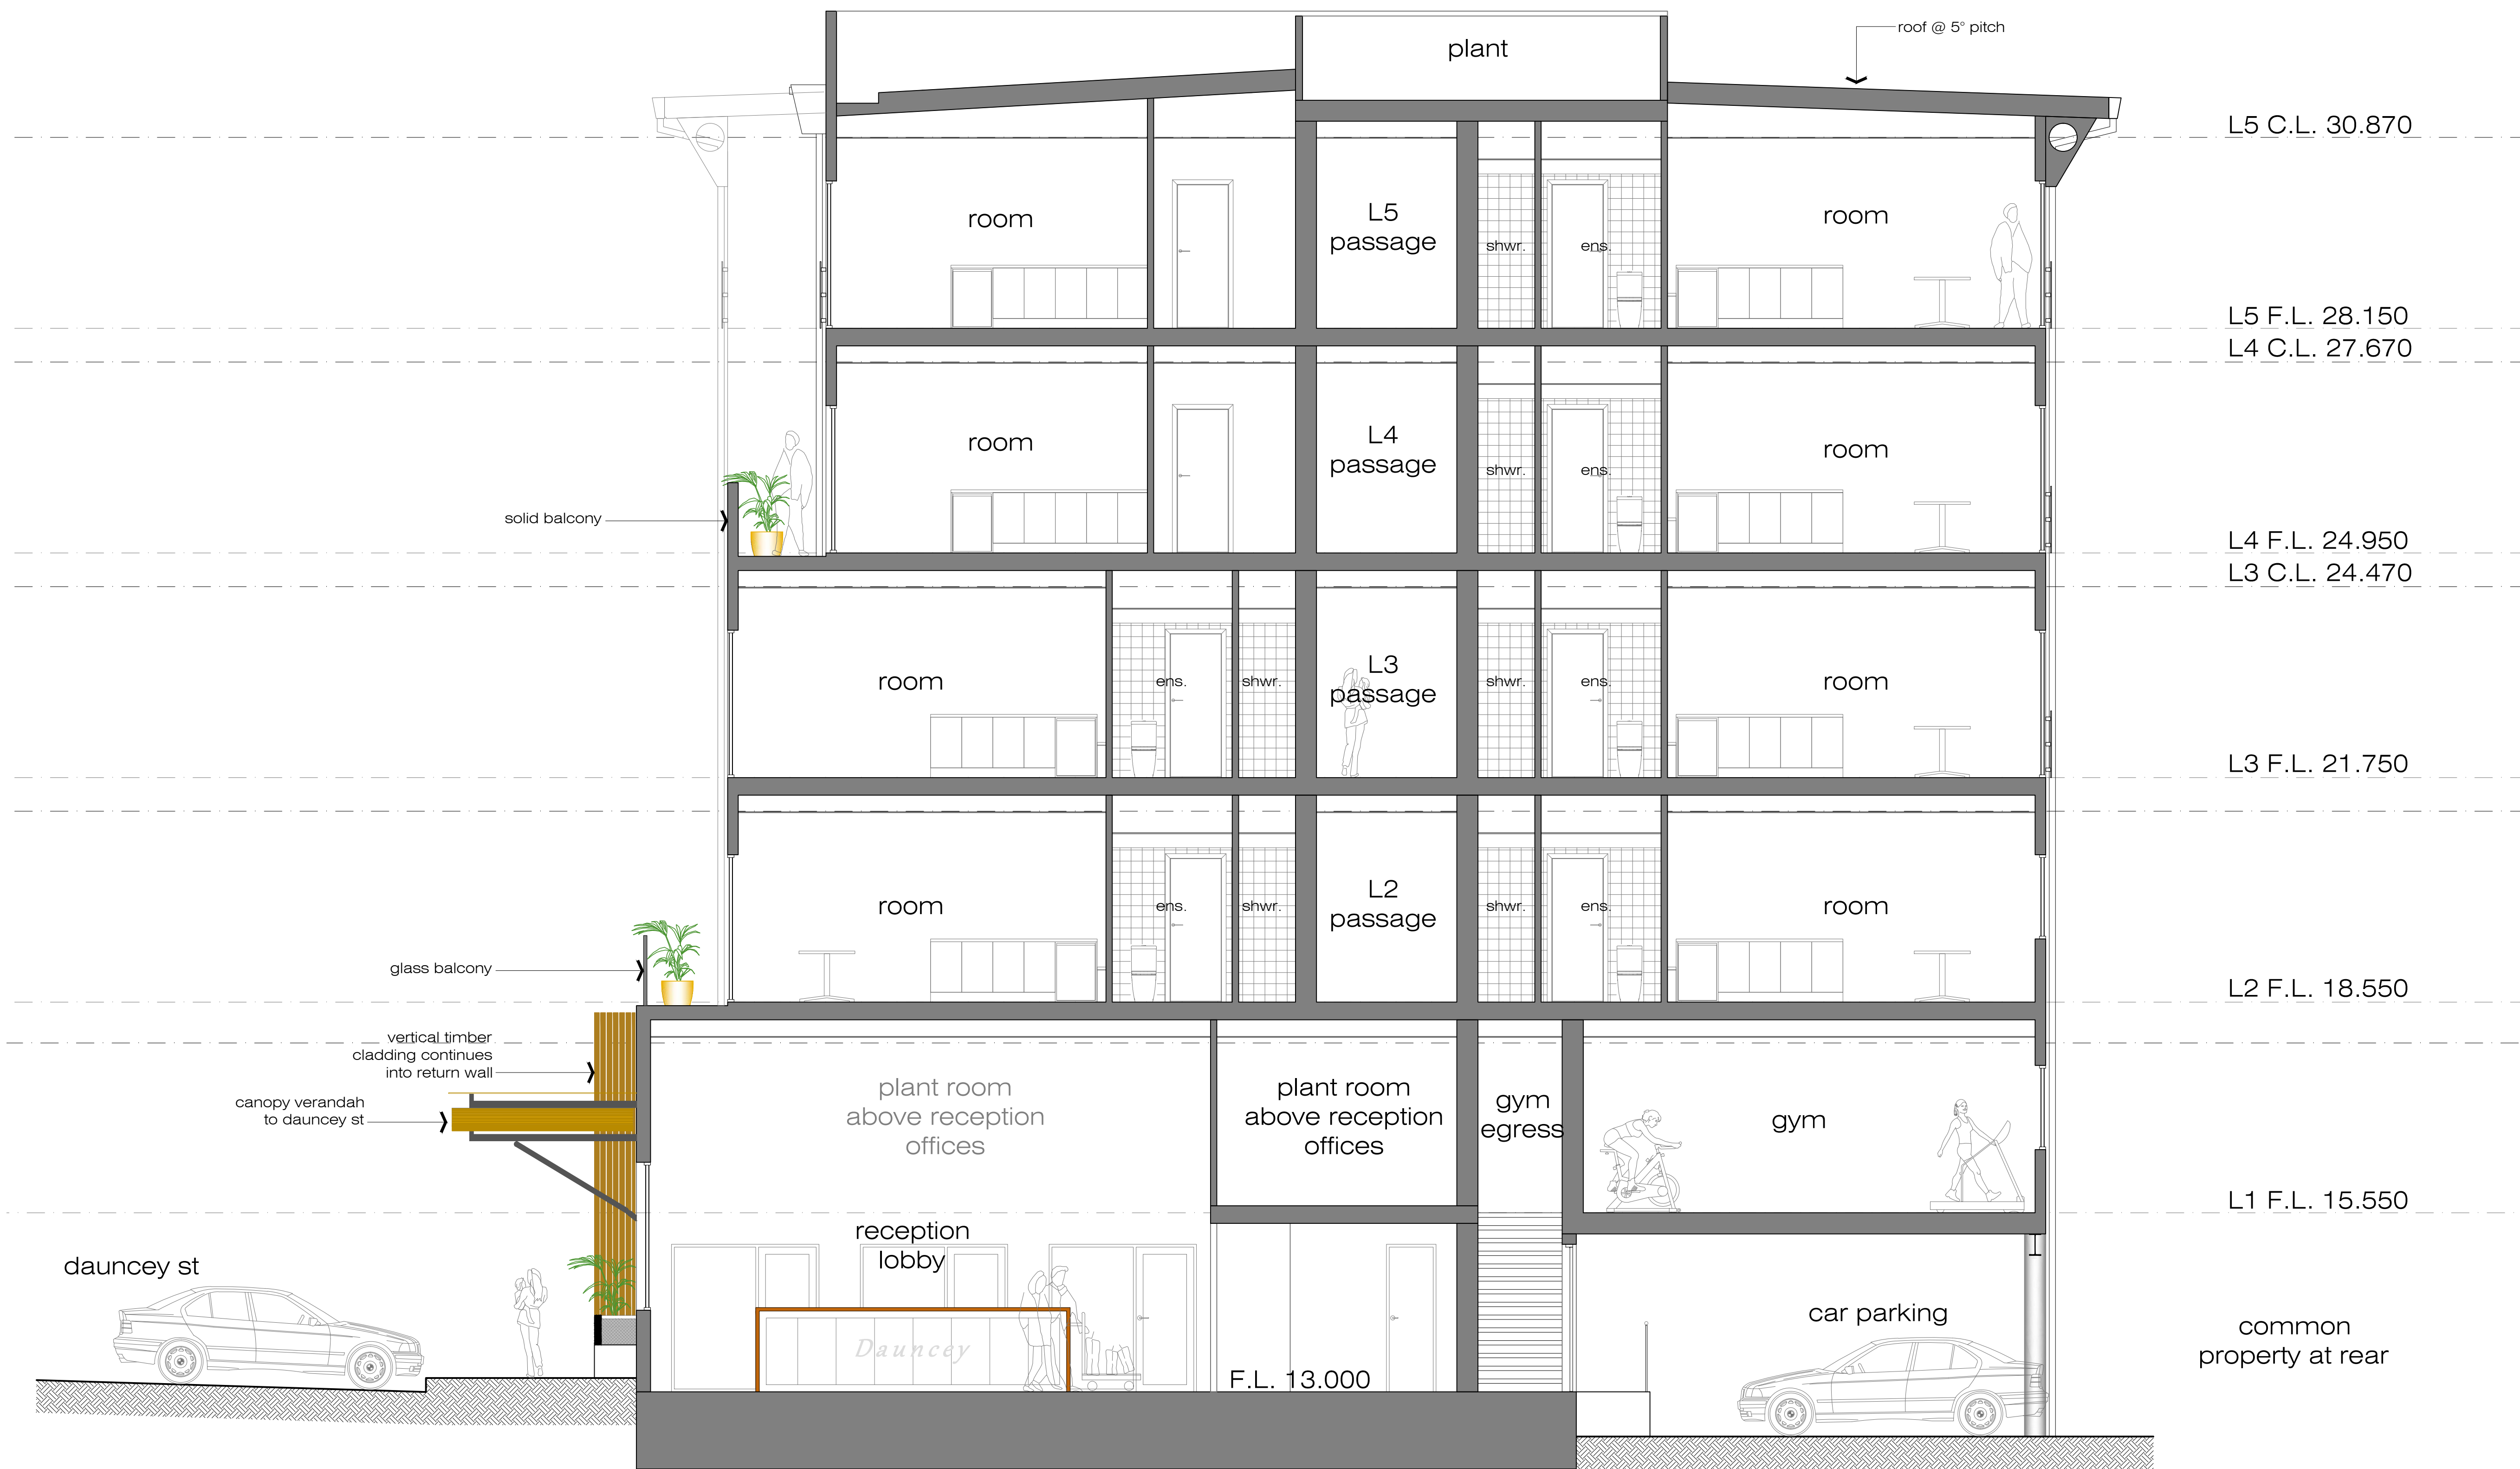 plant
roof @ 5° pitch
L5 C.L. 30.870
room
L5
passage
shwr.
ens.
room
L5 F.L. 28.150
L4 C.L. 27.670
room
L4
passage
shwr.
ens.
room
solid balcony
L4 F.L. 24.950
L3 C.L. 24.470
room
ens.
shwr.
L3
passage
shwr.
ens.
room
L3 F.L. 21.750
room
ens.
shwr.
L2
passage
shwr.
ens.
room
glass balcony
L2 F.L. 18.550
vertical timber
cladding continues
into return wall
canopy verandah
to dauncey st
plant room
above reception
offices
plant room
above reception
offices
gym
egress
gym
L1 F.L. 15.550
reception
lobby
dauncey st
Dauncey
F.L. 13.000
car parking
common
property at rear